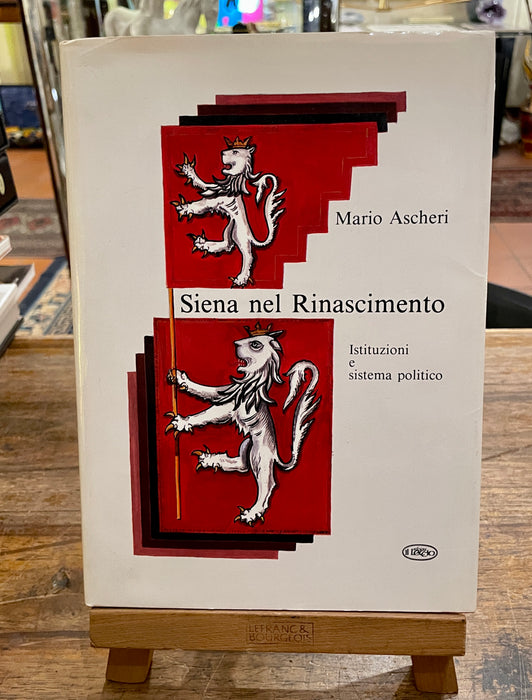 Mario Ascheri
Siena nel Rinascimento
Istituzioni
e
sistema politico
il Leccio
LEFRANC &
BOURGEOIS